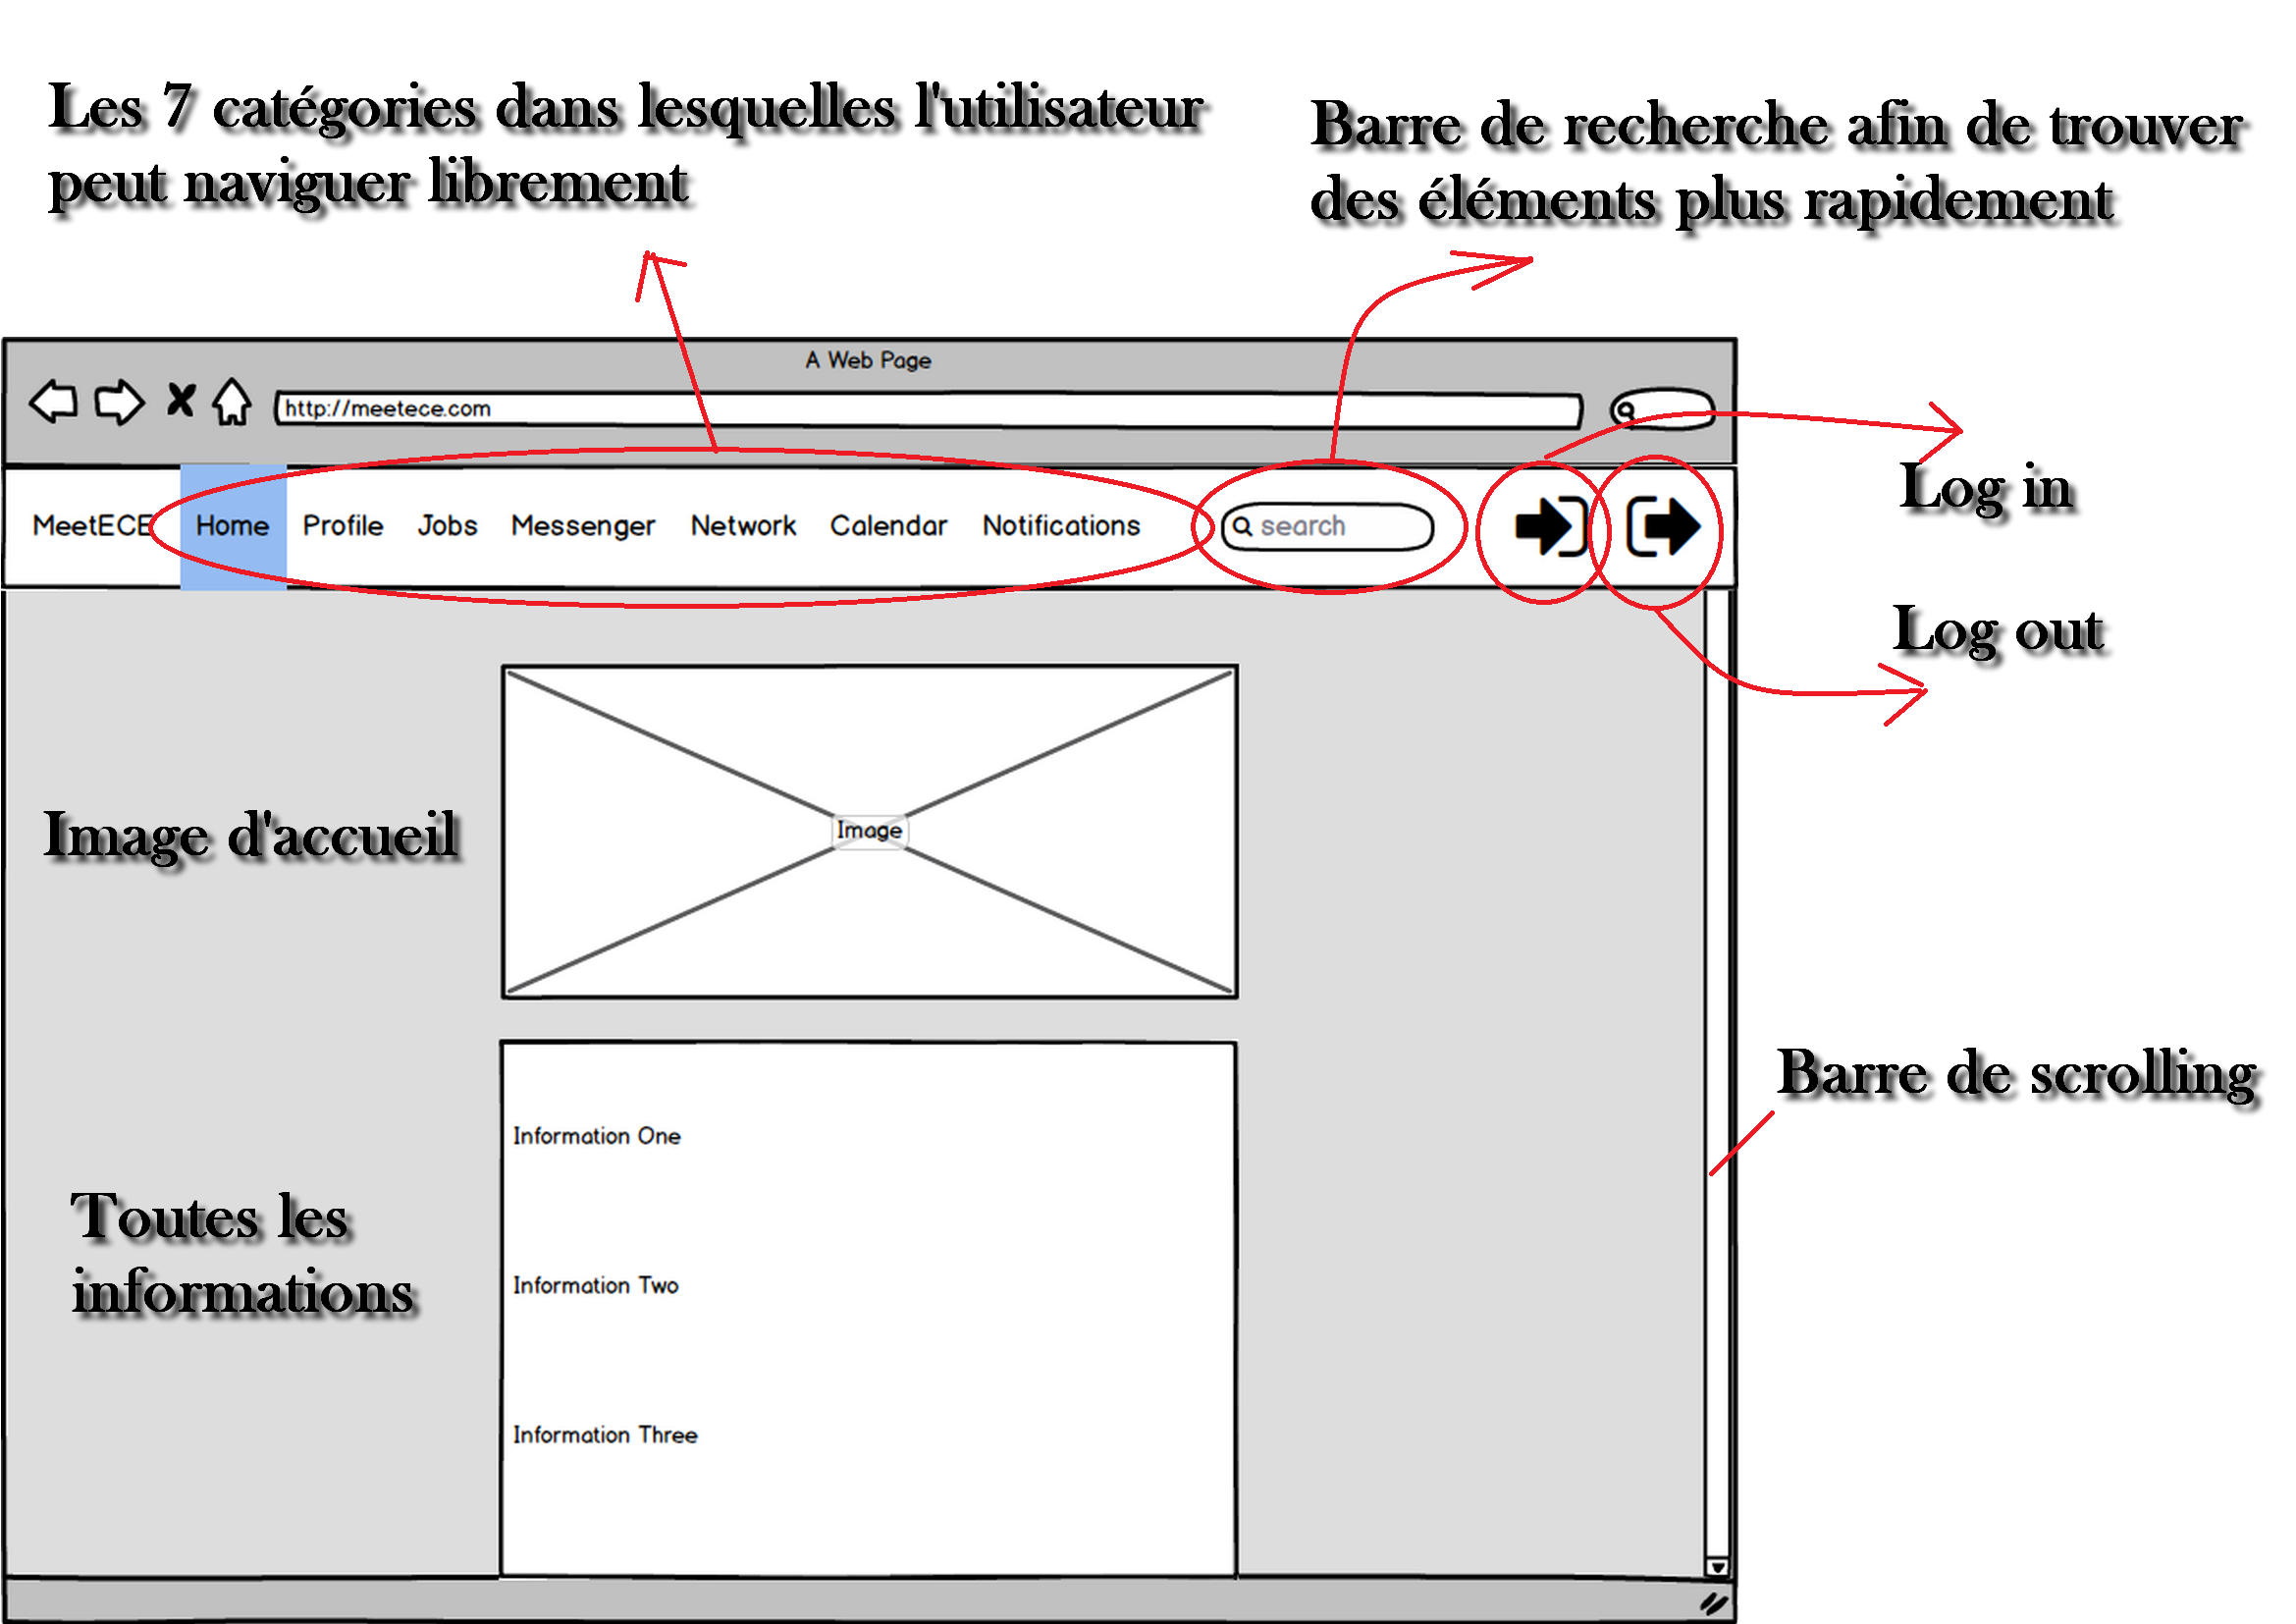 Les 7 catégories dans lesquelles l'utilisateur
peut naviguer librement
Barre de recherche afin de trouver
des éléments plus rapidement
A Web Page
http://meetece.com
Log in
MeetECE Home Profile Jobs Messenger Network Calendar Notifications search
Log out
Image d'accueil
Image
Barre de scrolling
Information One
Toutes les
informations
Information Two
Information Three